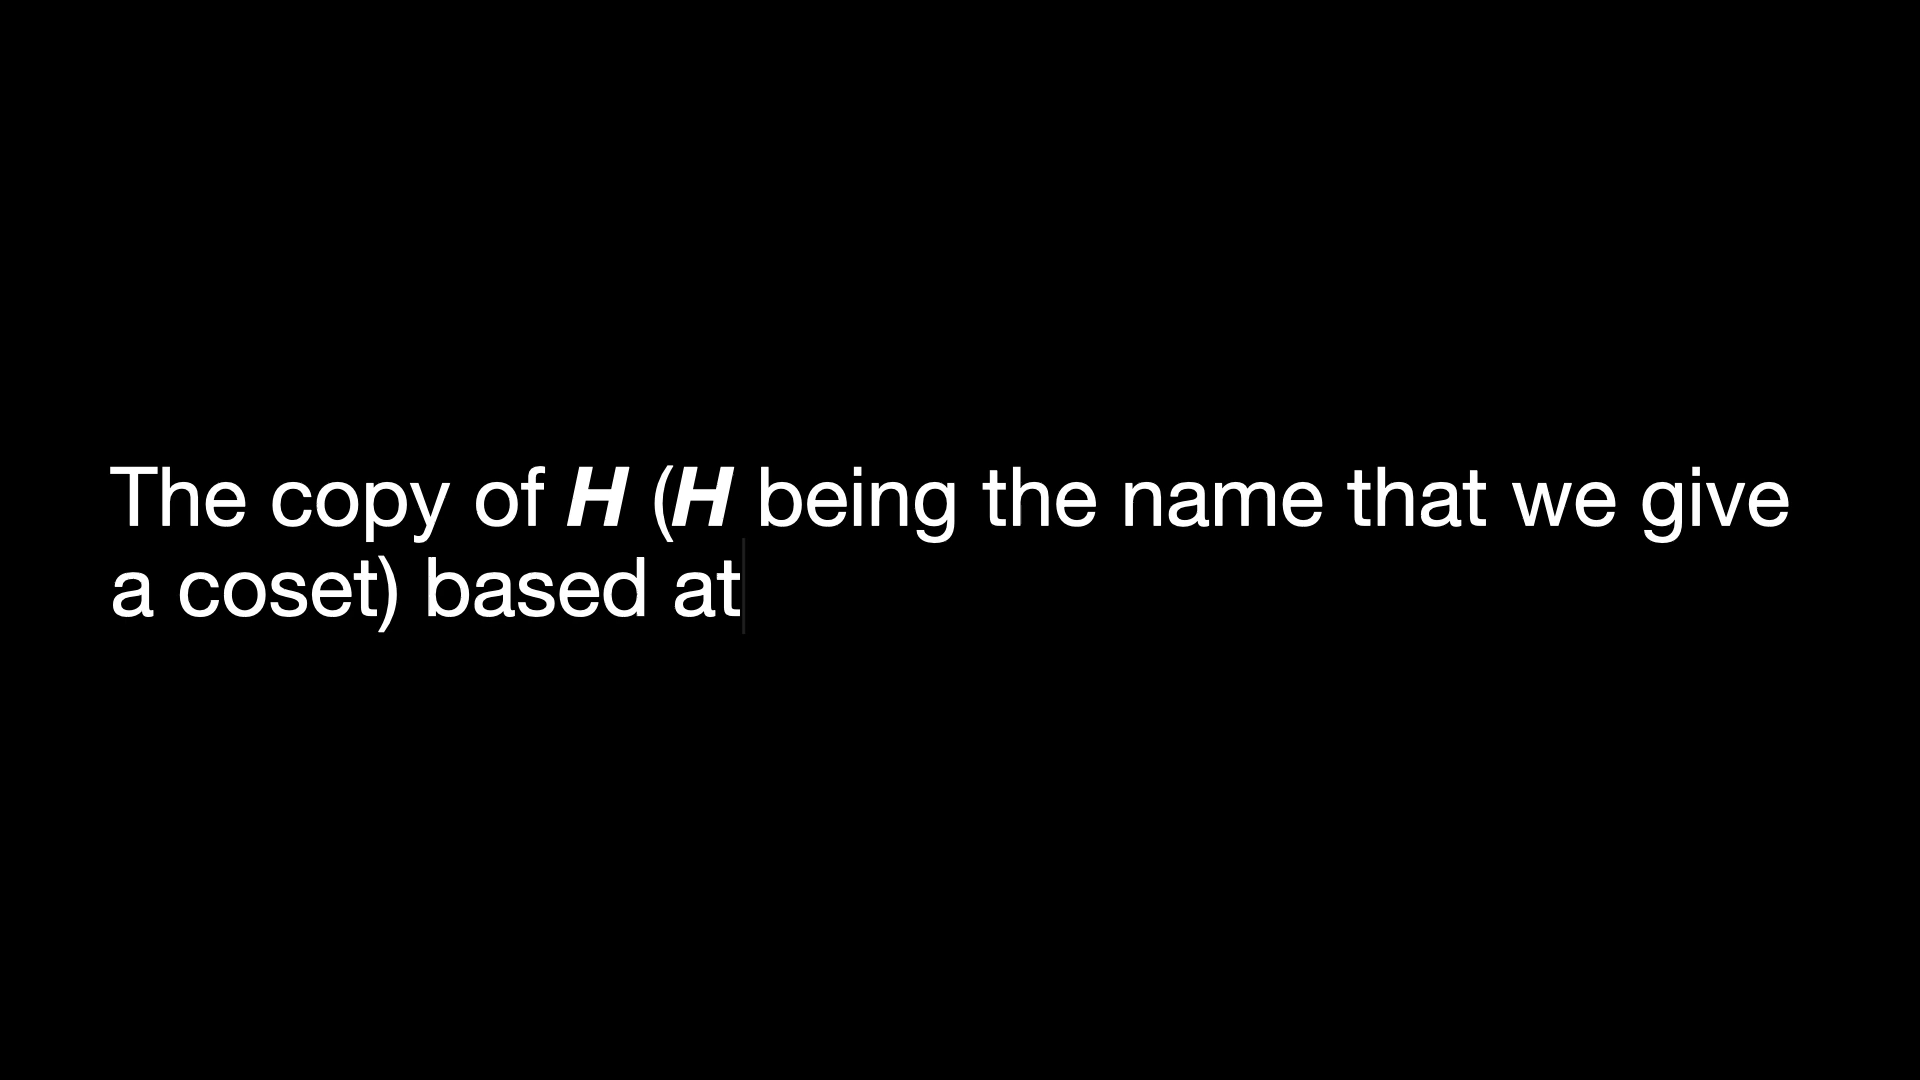 The copy of H (H being the name that we give
a coset) based at